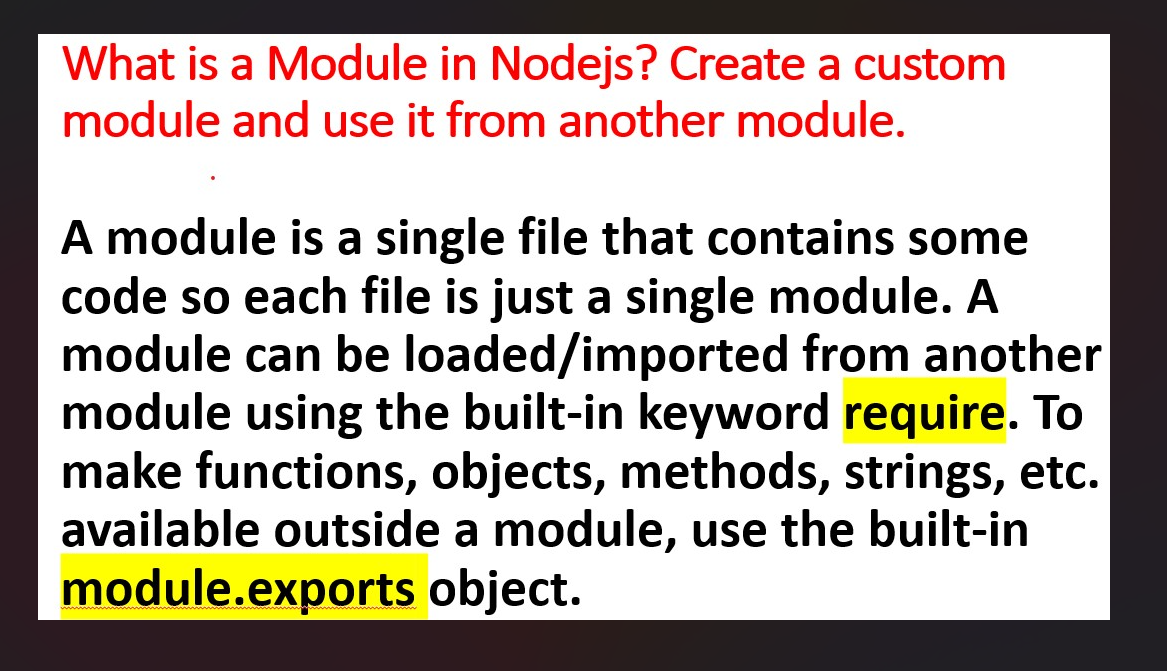 What is a Module in Nodejs? Create a custom
module and use it from another module.
A module is a single file that contains some
code so each file is just a single module. A
module can be loaded/imported from another
module using the built-in keyword require. To
make functions, objects, methods, strings, etc.
available outside a module, use the built-in
module.exports object.